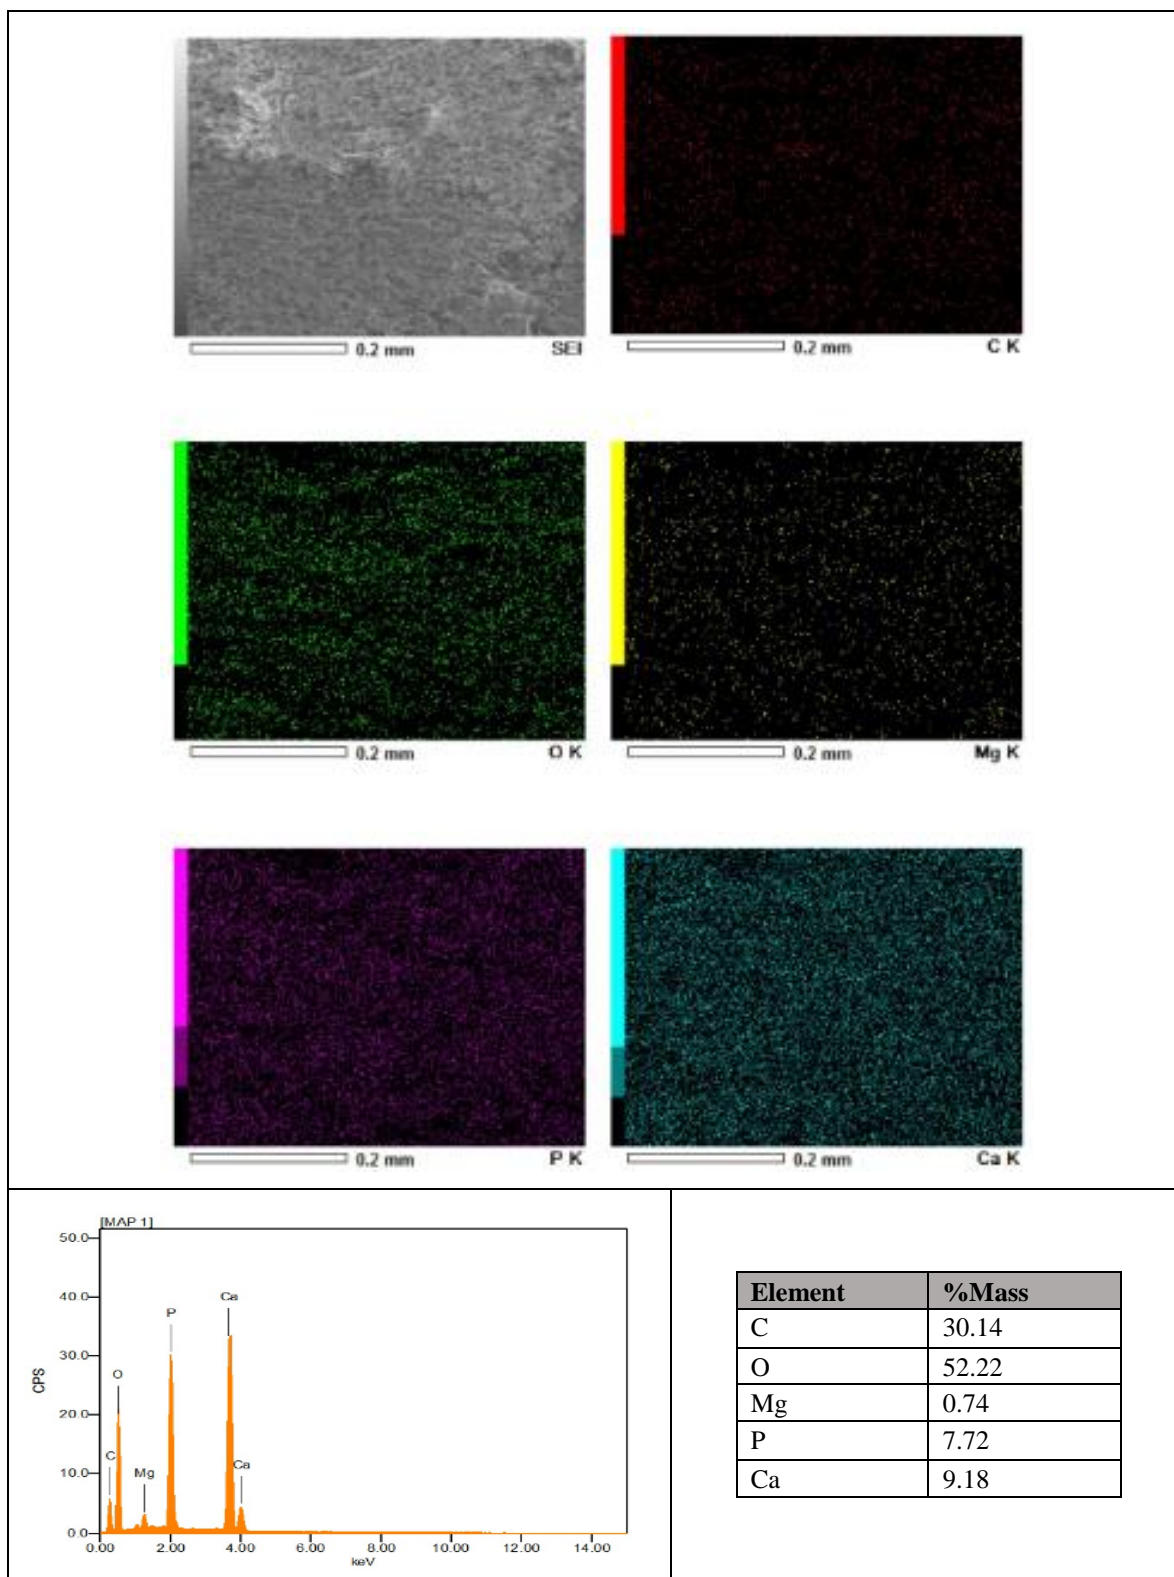 0.2 mm SEI
0.2 mm C K
0.2 mm O K
0.2 mm Mg K
0.2 mm P K
0.2 mm Ca K
[MAP 1]
50.0
40.0
30.0
20.0
10.0
0.0
CPS
C
O
Mg
P
Ca
Ca
0.00 2.00 4.00 6.00 8.00 10.00 12.00 14.00
keV
Element %Mass
C 30.14
O 52.22
Mg 0.74
P 7.72
Ca 9.18